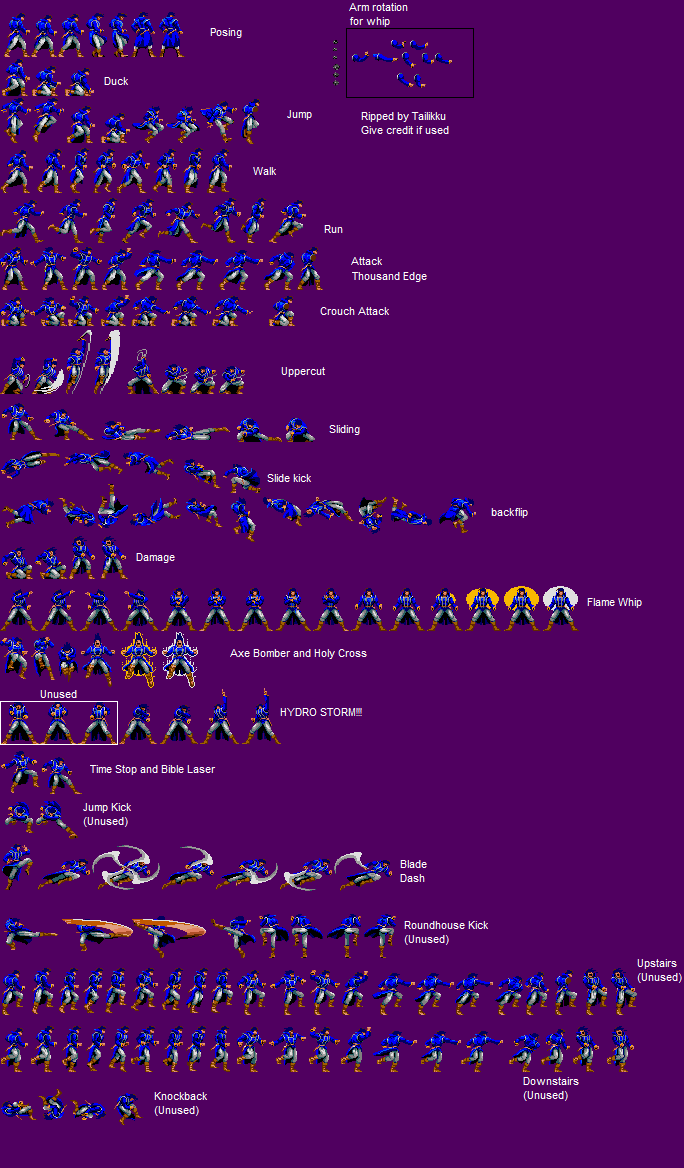 Arm rotation
for whip
Posing
Duck
Jump
Ripped by Tailikku
Give credit if used
Walk
Run
Attack
Thousand Edge
Crouch Attack
Uppercut
Sliding
Slide kick
backflip
Damage
Flame Whip
Axe Bomber and Holy Cross
Unused
HYDRO STORM!!!
Time Stop and Bible Laser
Jump Kick
(Unused)
Blade
Dash
Roundhouse Kick
(Unused)
Upstairs
(Unused)
Downstairs
(Unused)
Knockback
(Unused)